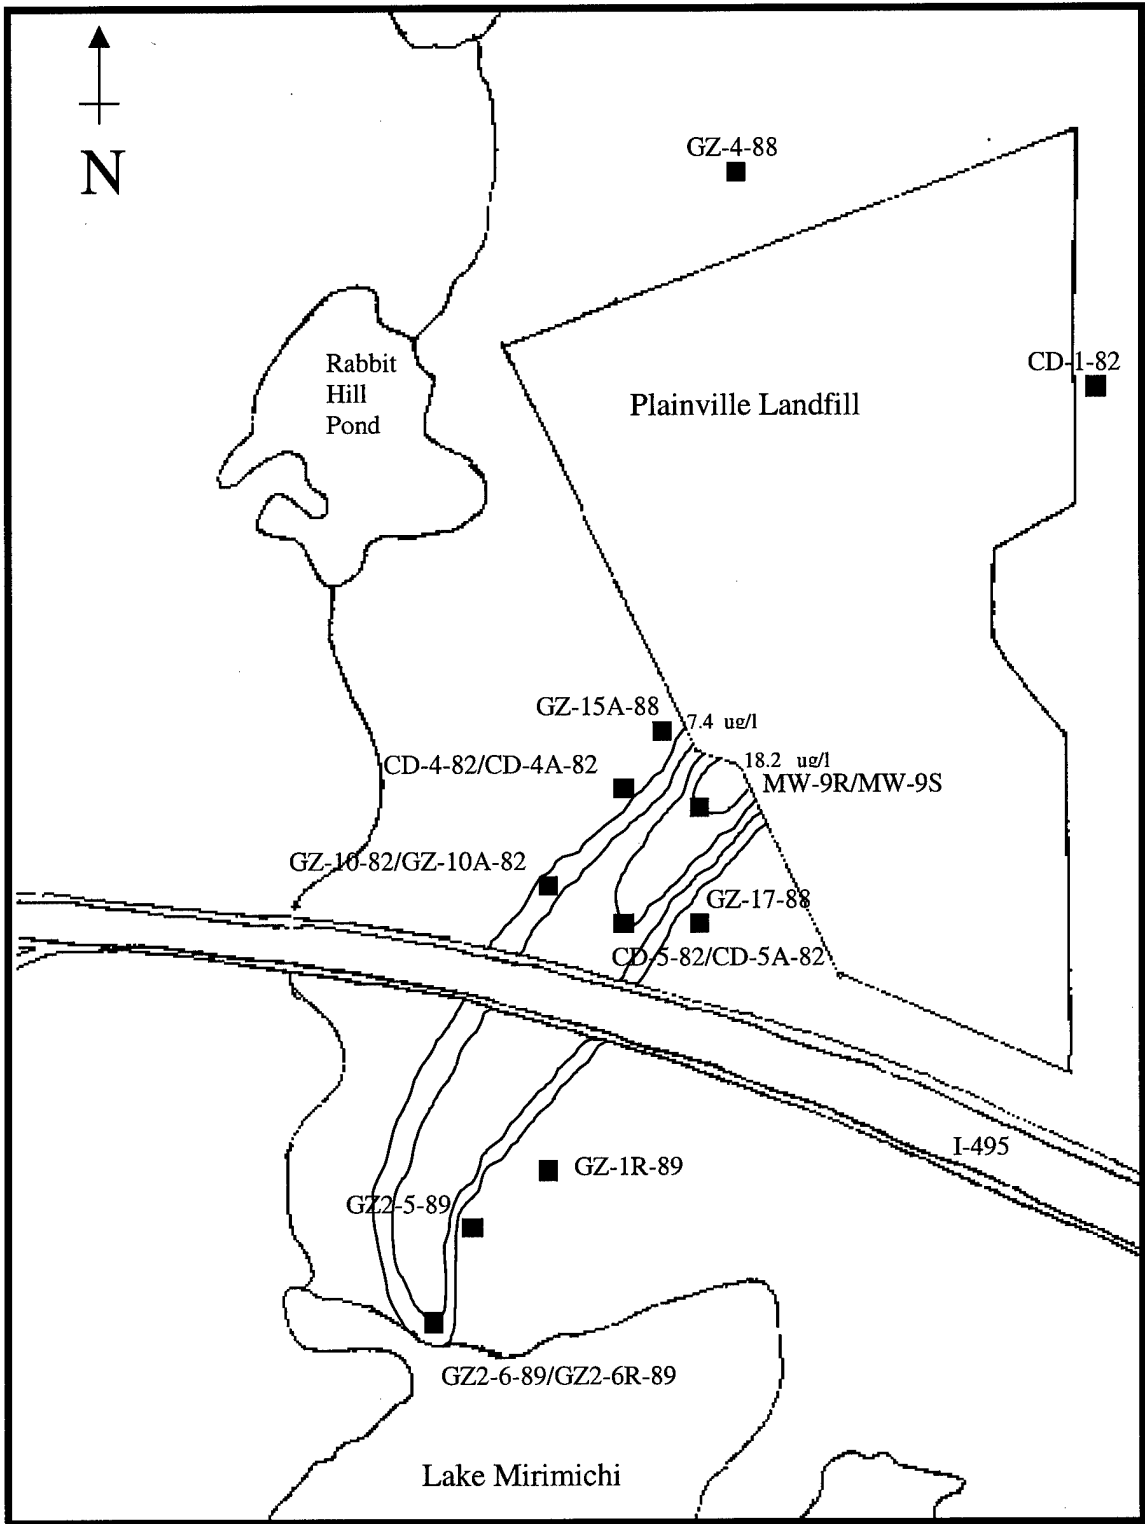 N
GZ-4-88
CD-1-82
Rabbit
Hill
Pond
Plainville Landfill
GZ-15A-88
7.4 ug/l
CD-4-82/CD-4A-82
18.2 ug/l
MW-9R/MW-9S
GZ-10-82/GZ-10A-82
GZ-17-88
CD-5-82/CD-5A-82
I-495
GZ-1R-89
GZ2-5-89
GZ2-6-89/GZ2-6R-89
Lake Mirimichi